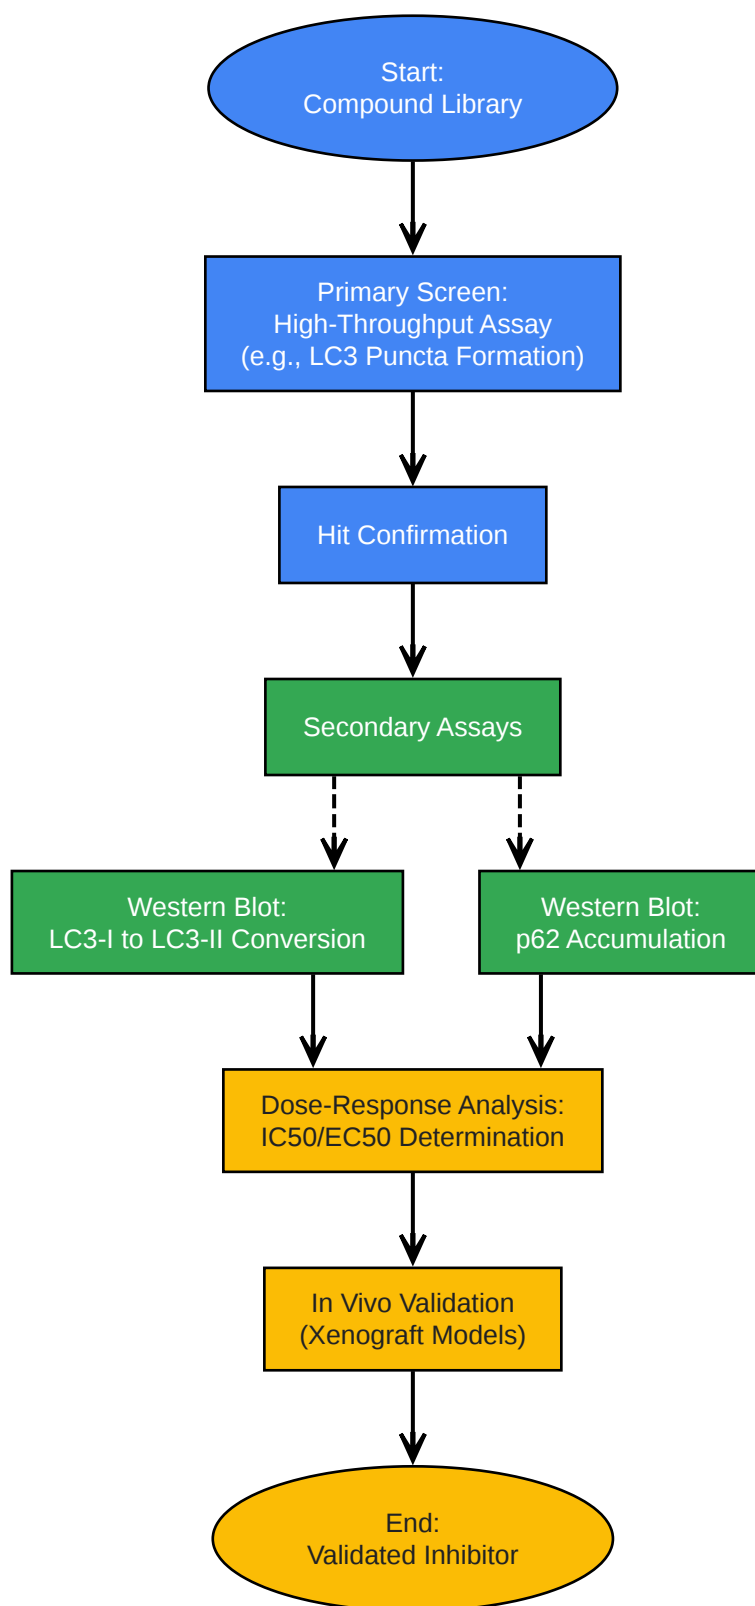 Start:
Compound Library
Primary Screen:
High-Throughput Assay
(e.g., LC3 Puncta Formation)
Hit Confirmation
Secondary Assays
Western Blot:
LC3-I to LC3-II Conversion
Western Blot:
p62 Accumulation
Dose-Response Analysis:
IC50/EC50 Determination
In Vivo Validation
(Xenograft Models)
End:
Validated Inhibitor